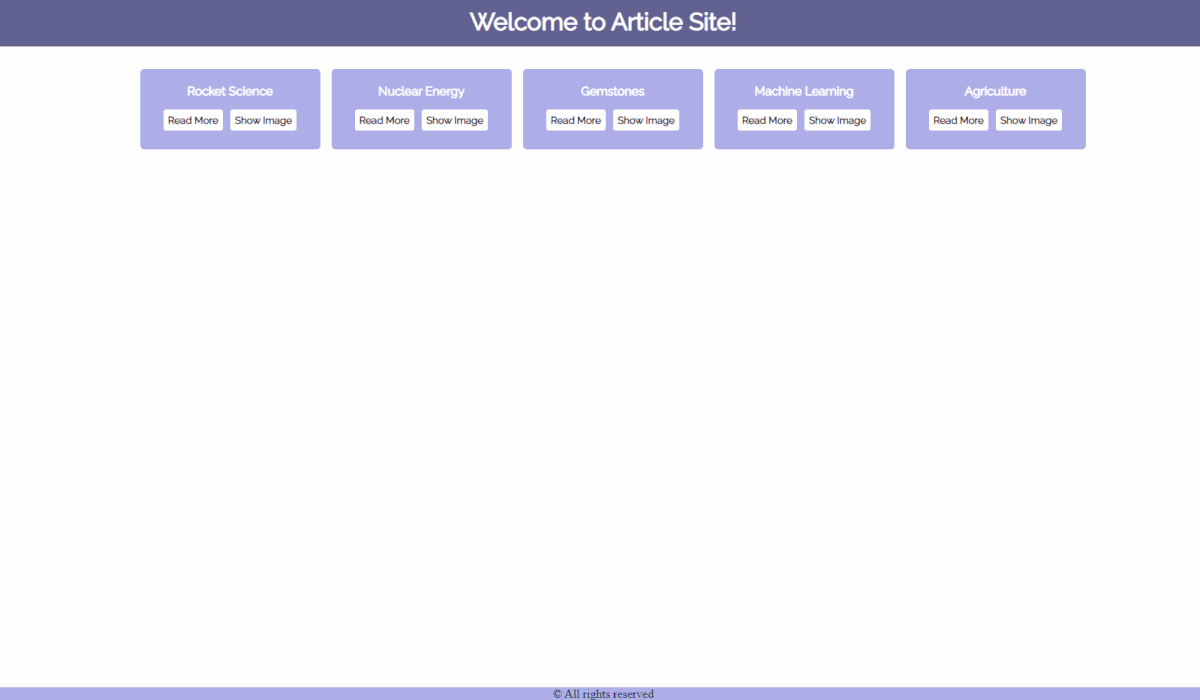 Welcome to Article Site!
Rocket Science
Read More Show Image
Nuclear Energy
Read More Show Image
Gemstones
Read More Show Image
Machine Learning
Read More Show Image
Agriculture
Read More Show Image
© All rights reserved